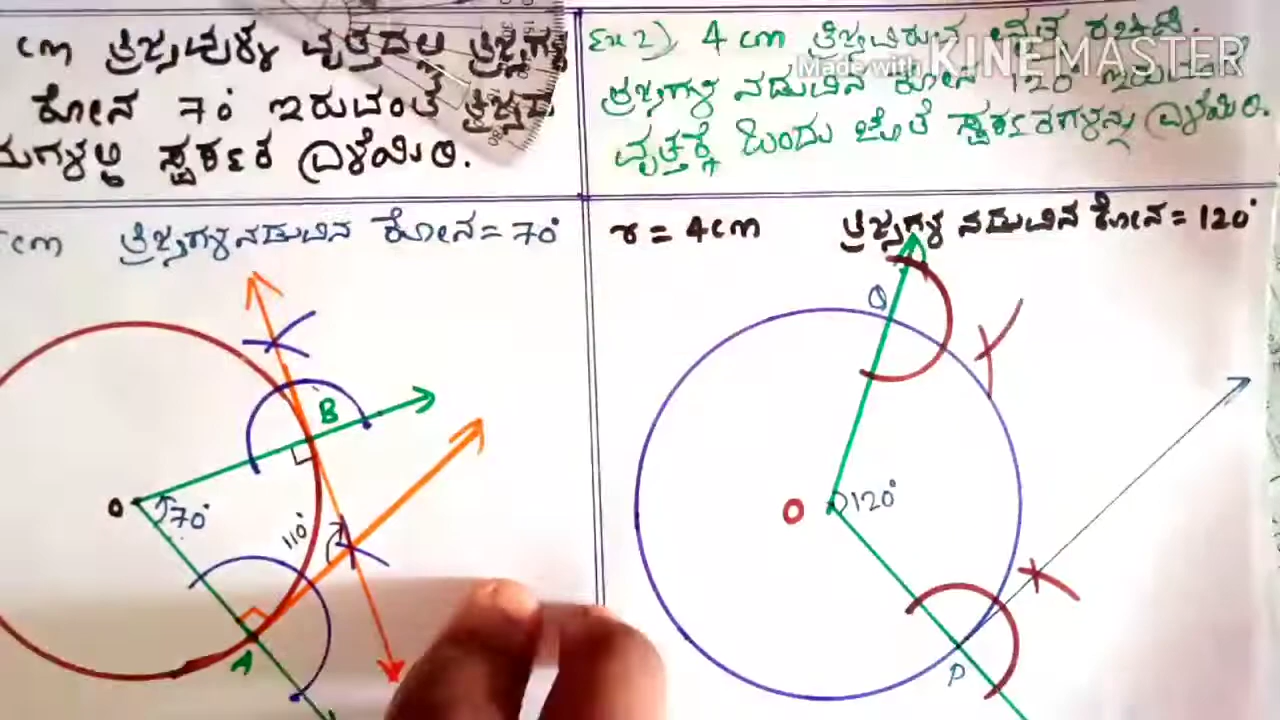 cm ತ್ರಿಜ್ಯವುಳ್ಳ ವೃತ್ತದಲ್ಲಿ ತ್ರಿಜ್ಯಗಳ
ಕೋನ 70° ಇರುವಂತೆ ತ್ರಿಜ್ಯದ
ಸ್ಪರ್ಶಕ ಎಳೆಯಿರಿ.
cm ತ್ರಿಜ್ಯಗಳ ನಡುವಿನ ಕೋನ = 70°
B
O
70°
110°
A
Ex 2) 4 cm ತ್ರಿಜ್ಯವಿರುವ ವೃತ್ತ ರಚಿಸಿ.
ತ್ರಿಜ್ಯಗಳ ನಡುವಿನ ಕೋನ 120°
ವೃತ್ತಕ್ಕೆ ಒಂದು ಜೊತೆ ಸ್ಪರ್ಶಕಗಳನ್ನು ಎಳೆಯಿರಿ.
Made with KINEMASTER
r = 4cm ತ್ರಿಜ್ಯಗಳ ನಡುವಿನ ಕೋನ = 120°
Q
O
120°
P